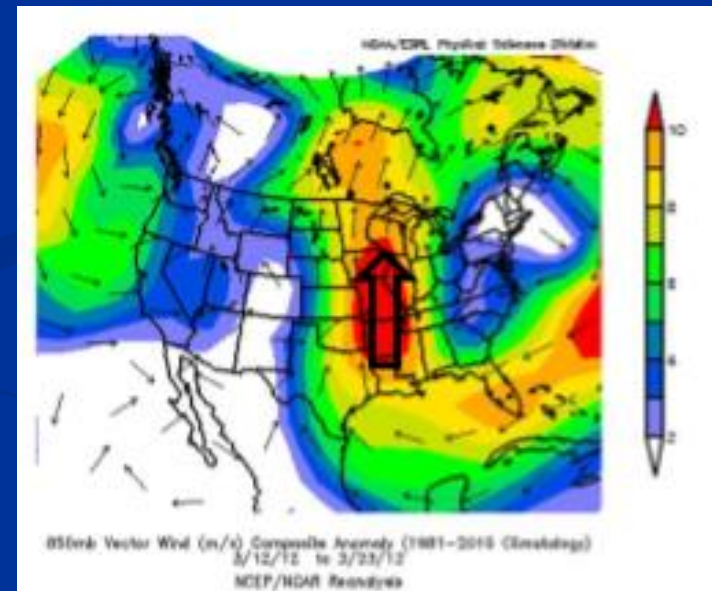 NOAA/ESRL Physical Sciences Division
10
8
6
4
2
850mb Vector Wind (m/s) Composite Anomaly (1981-2010 Climatology)
3/12/12 to 3/23/12
NCEP/NCAR Reanalysis